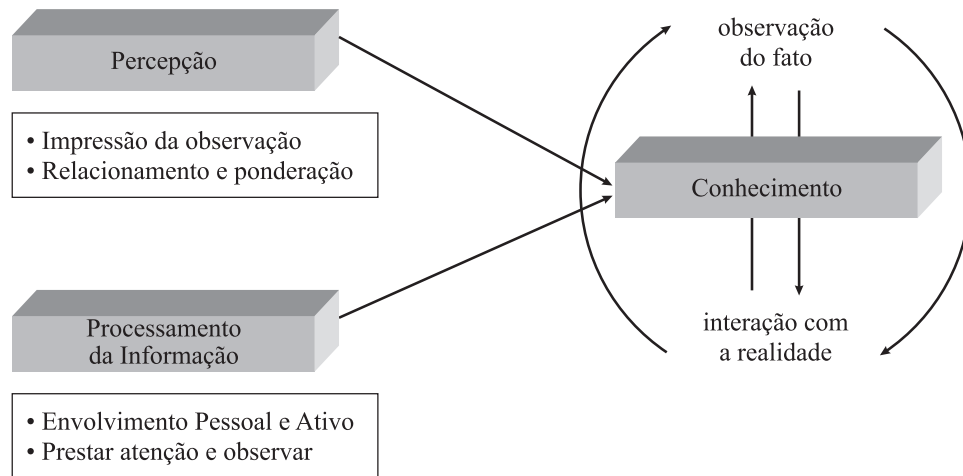 Percepção
• Impressão da observação
• Relacionamento e ponderação
Processamento
da Informação
• Envolvimento Pessoal e Ativo
• Prestar atenção e observar
observação
do fato
Conhecimento
interação com
a realidade